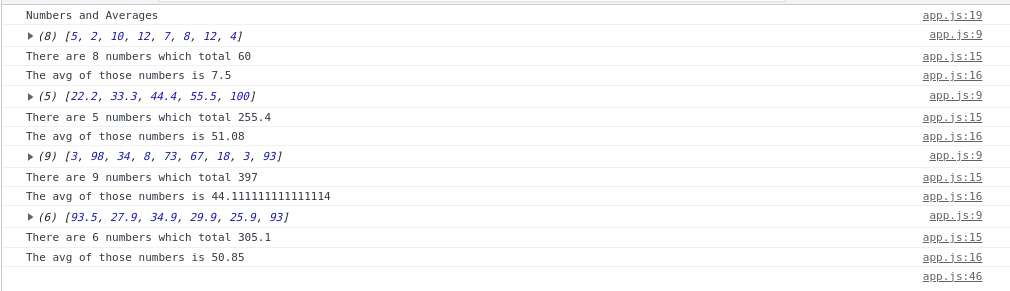 Numbers and Averages app.js:19
(8) [5, 2, 10, 12, 7, 8, 12, 4] app.js:9
There are 8 numbers which total 60 app.js:15
The avg of those numbers is 7.5 app.js:16
(5) [22.2, 33.3, 44.4, 55.5, 100] app.js:9
There are 5 numbers which total 255.4 app.js:15
The avg of those numbers is 51.08 app.js:16
(9) [3, 98, 34, 8, 73, 67, 18, 3, 93] app.js:9
There are 9 numbers which total 397 app.js:15
The avg of those numbers is 44.111111111111114 app.js:16
(6) [93.5, 27.9, 34.9, 29.9, 25.9, 93] app.js:9
There are 6 numbers which total 305.1 app.js:15
The avg of those numbers is 50.85 app.js:16
app.js:46